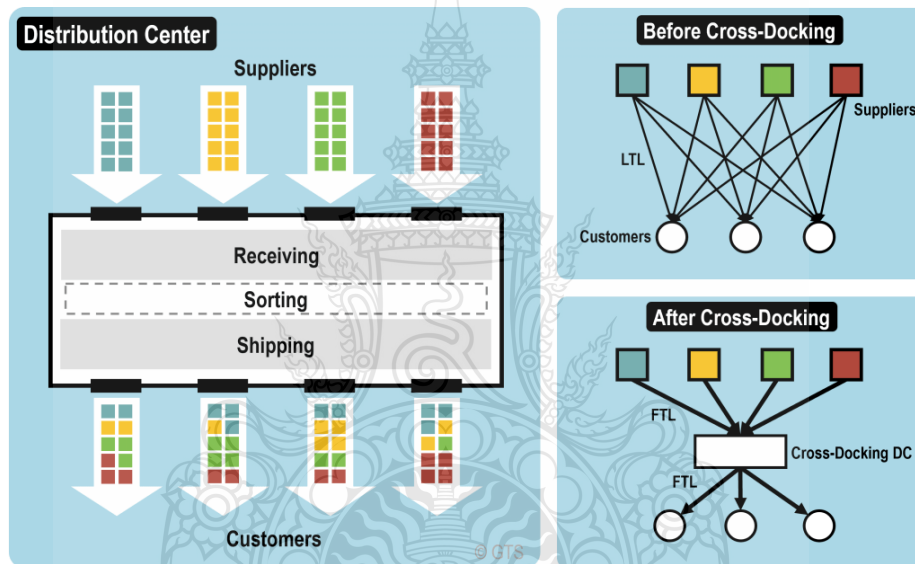 Distribution Center
Suppliers
Receiving
Sorting
Shipping
Customers
© GTS
Before Cross-Docking
Suppliers
LTL
Customers
After Cross-Docking
FTL
Cross-Docking DC
FTL